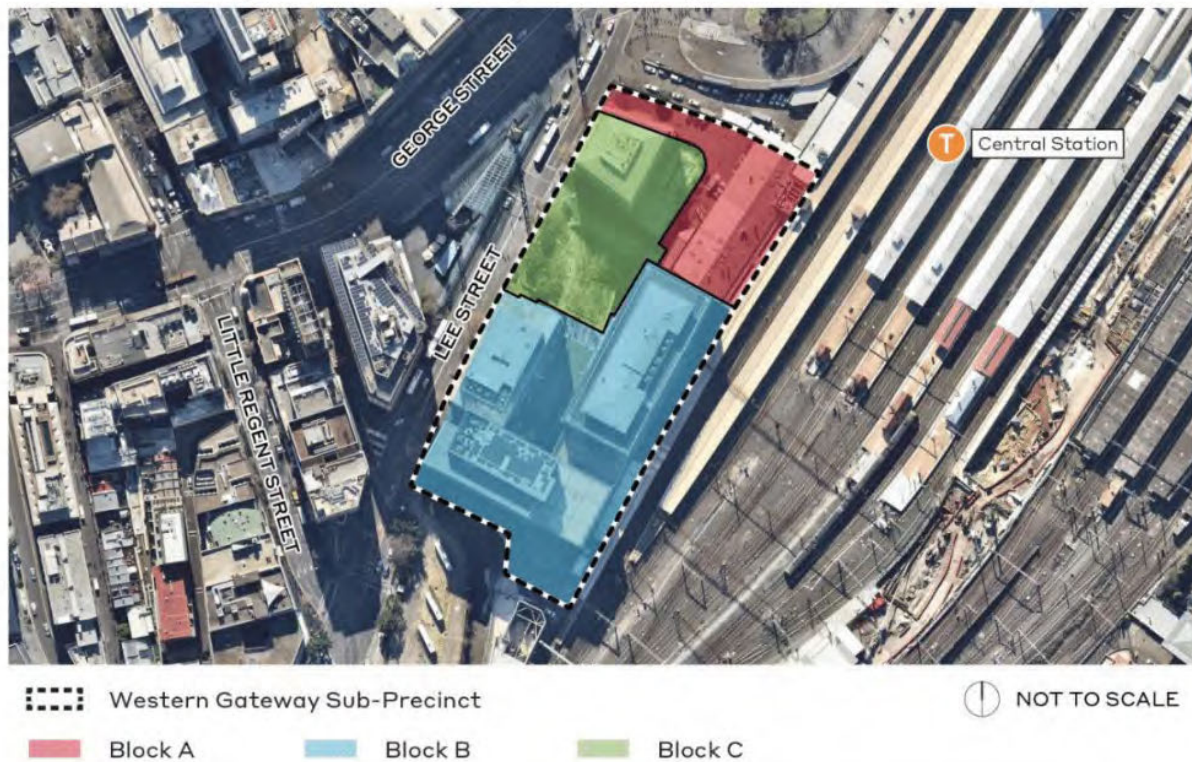 GEORGE STREET
T
Central Station
LEE STREET
LITTLE REGENT STREET
Western Gateway Sub-Precinct
NOT TO SCALE
Block A
Block B
Block C